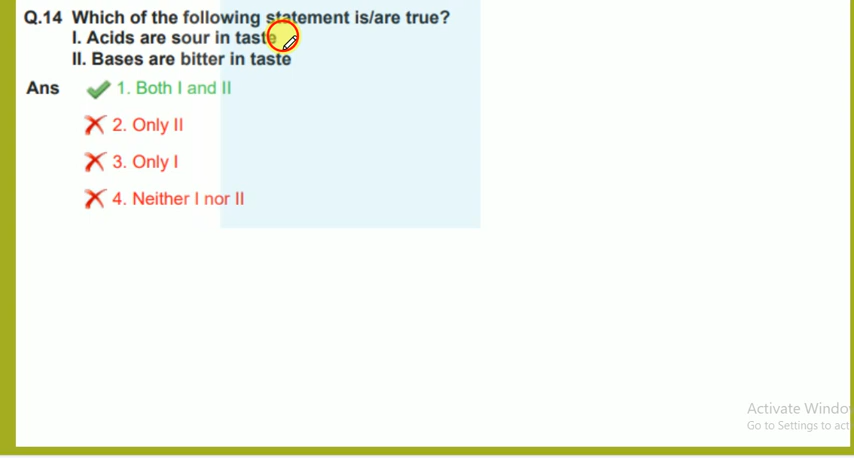 Q.14 Which of the following statement is/are true?
I. Acids are sour in taste
II. Bases are bitter in taste
Ans 1. Both I and II
2. Only II
3. Only I
4. Neither I nor II
Activate Windo
Go to Settings to act